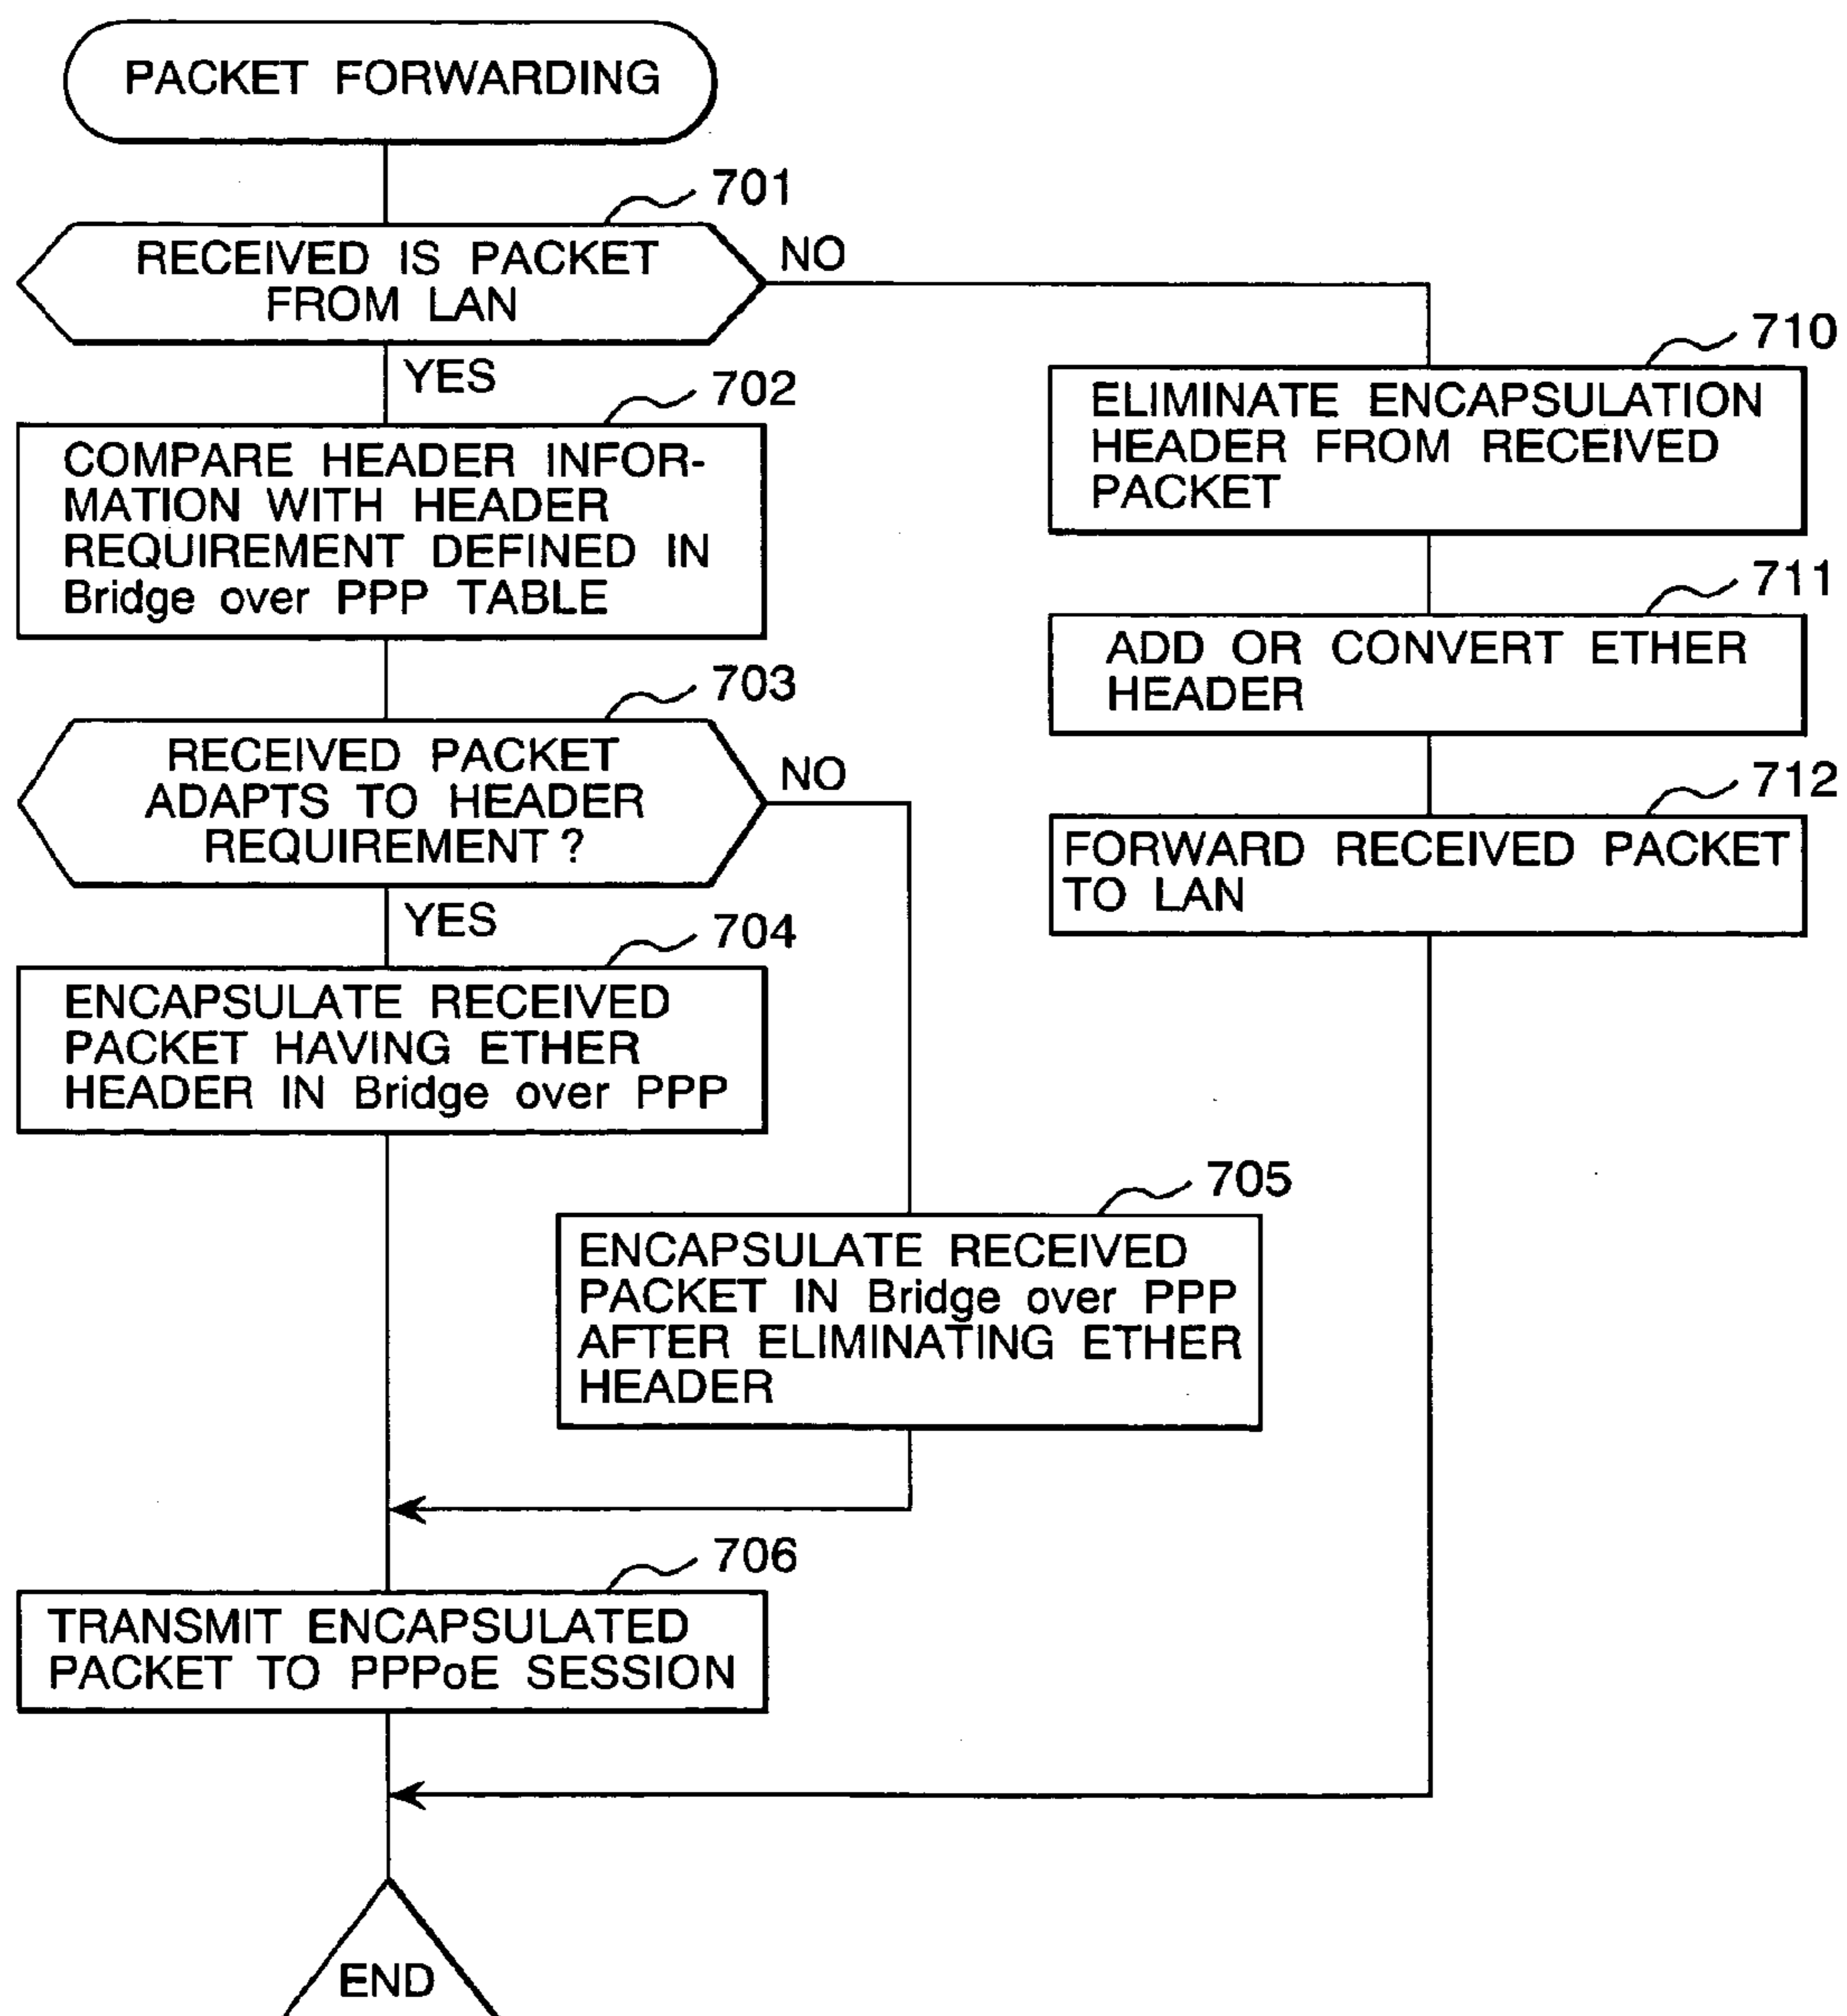 PACKET FORWARDING
701
RECEIVED IS PACKET
FROM LAN
NO
YES
702
COMPARE HEADER INFOR-
MATION WITH HEADER
REQUIREMENT DEFINED IN
Bridge over PPP TABLE
703
RECEIVED PACKET
ADAPTS TO HEADER
REQUIREMENT?
NO
YES
704
ENCAPSULATE RECEIVED
PACKET HAVING ETHER
HEADER IN Bridge over PPP
705
ENCAPSULATE RECEIVED
PACKET IN Bridge over PPP
AFTER ELIMINATING ETHER
HEADER
706
TRANSMIT ENCAPSULATED
PACKET TO PPPoE SESSION
710
ELIMINATE ENCAPSULATION
HEADER FROM RECEIVED
PACKET
711
ADD OR CONVERT ETHER
HEADER
712
FORWARD RECEIVED PACKET
TO LAN
END